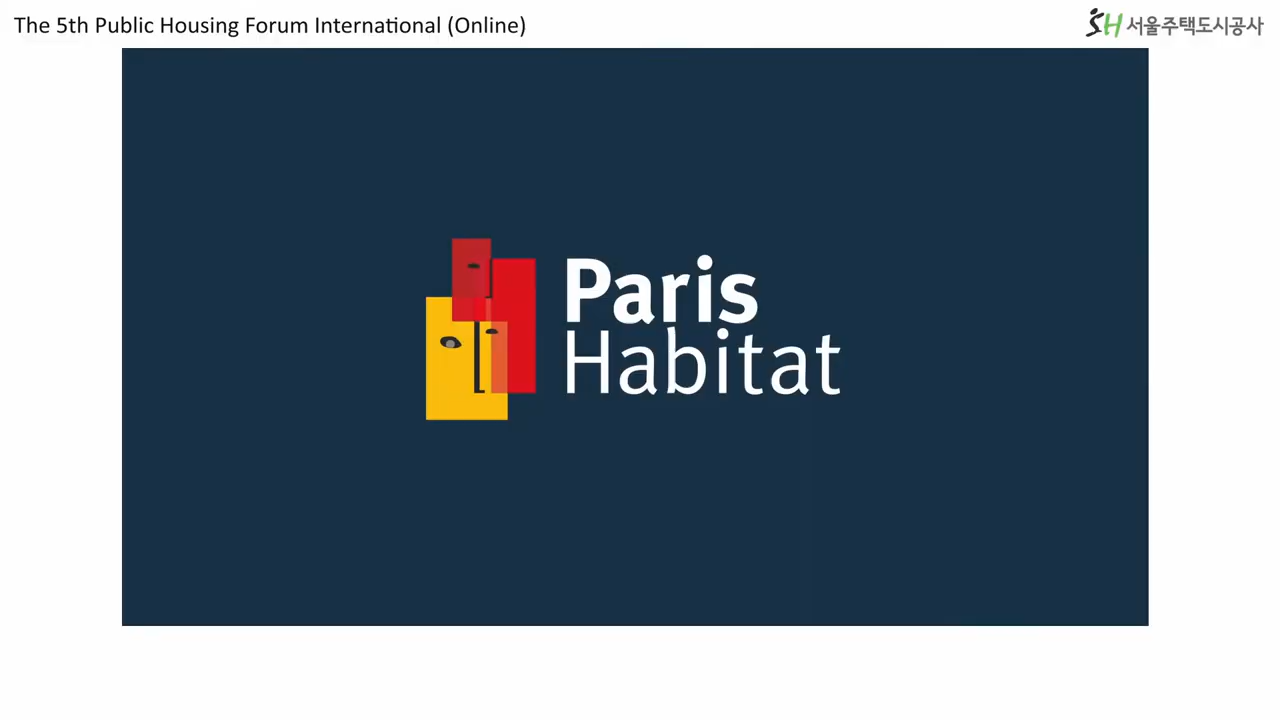 The 5th Public Housing Forum International (Online)
SH 서울주택도시공사
Paris
Habitat